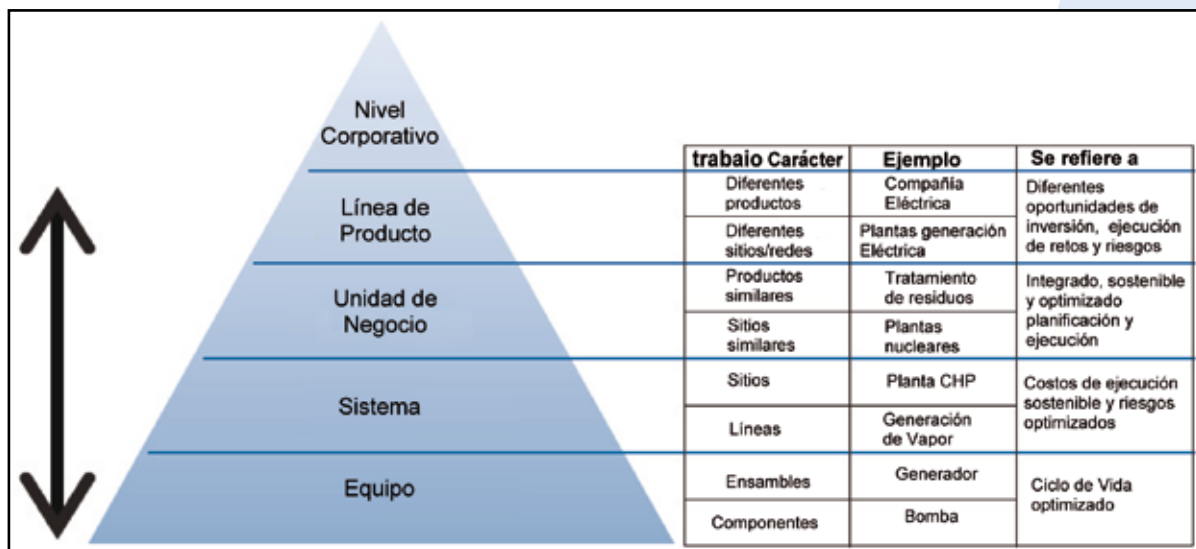 Nivel
Corporativo
Línea de
Producto
Unidad de
Negocio
Sistema
Equipo
trabaio Carácter Ejemplo Se refiere a
Diferentes
productos
Compañía
Eléctrica
Diferentes
oportunidades de
inversión, ejecución
de retos y riesgos
Diferentes
sitios/redes
Plantas generación
Eléctrica
Productos
similares
Tratamiento
de residuos
Integrado, sostenible
y optimizado
planificación y
ejecución
Sitios
similares
Plantas
nucleares
Sitios
Planta CHP
Costos de ejecución
sostenible y riesgos
optimizados
Líneas
Generación
de Vapor
Ensambles
Generador
Ciclo de Vida
optimizado
Componentes
Bomba